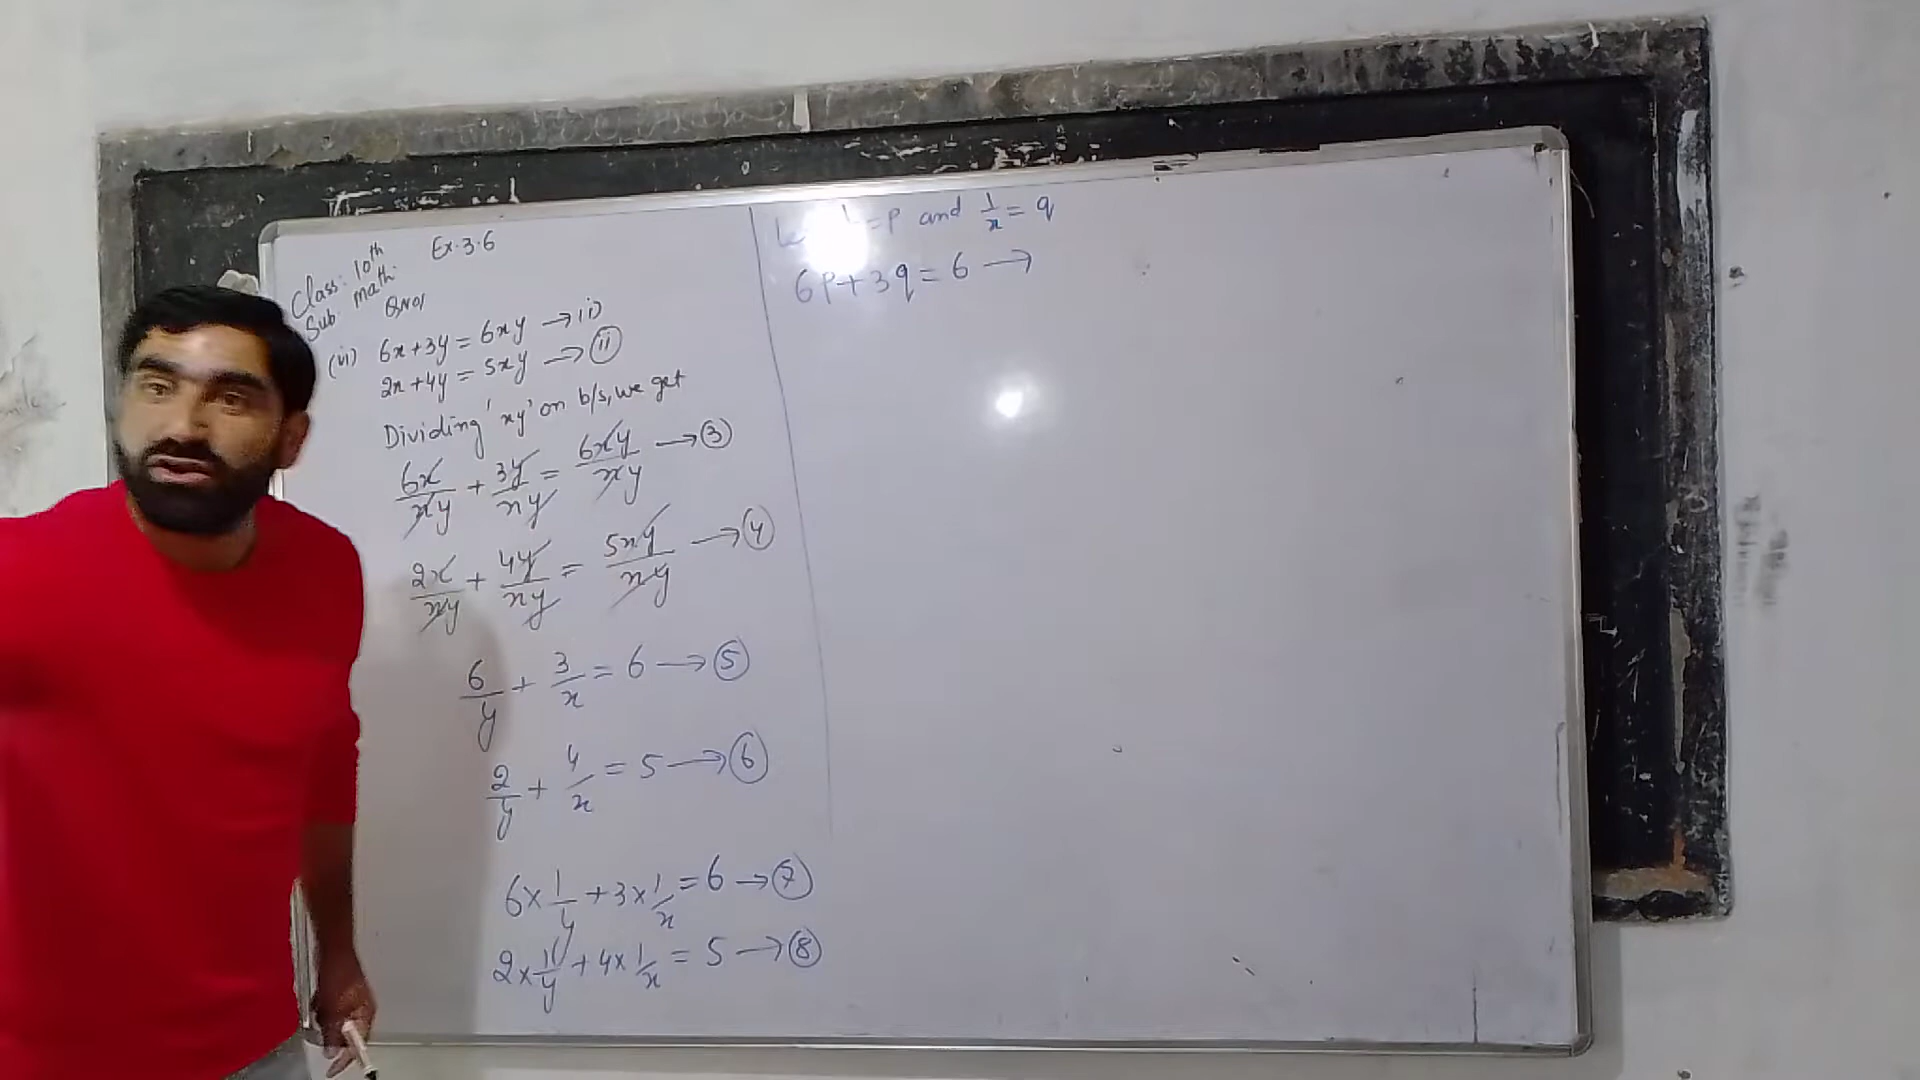 Class: 10th Ex. 3.6
Sub: math.
QNo1
(vi) 6x+3y = 6xy → ii)
2x+4y = 5xy → (ii)
Dividing 'xy' on b/s, we get
6x/xy + 3y/xy = 6xy/xy → (3)
2x/xy + 4y/xy = 5xy/xy → (4)
6/y + 3/x = 6 → (5)
2/y + 4/x = 5 → (6)
6×1/y + 3×1/x = 6 → (7)
2×1/y + 4×1/x = 5 → (8)
=p and 1/x = q
6p+3q = 6 →